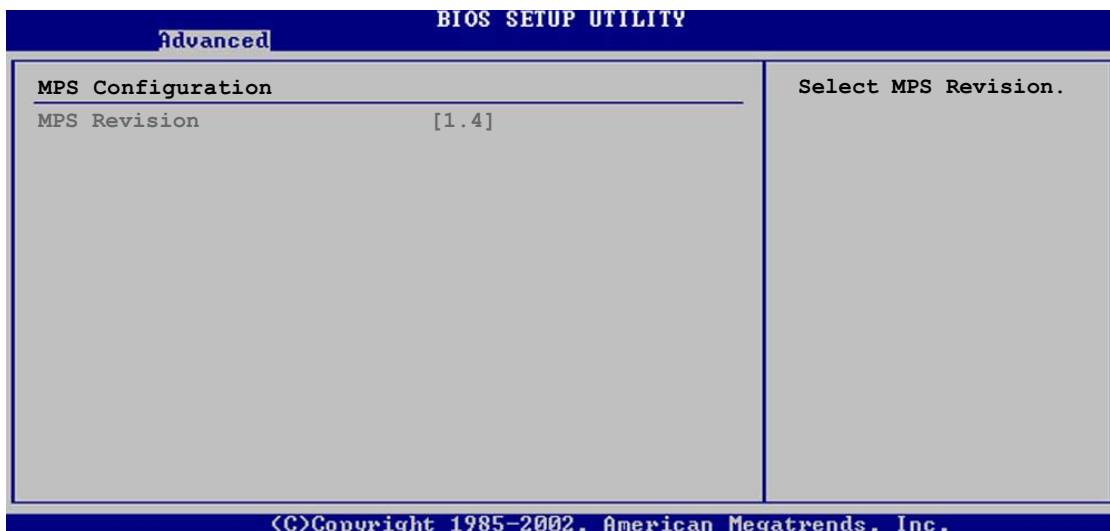 BIOS SETUP UTILITY
Advanced
MPS Configuration
MPS Revision [1.4]
Select MPS Revision.
(C)Copyright 1985-2002, American Megatrends, Inc.